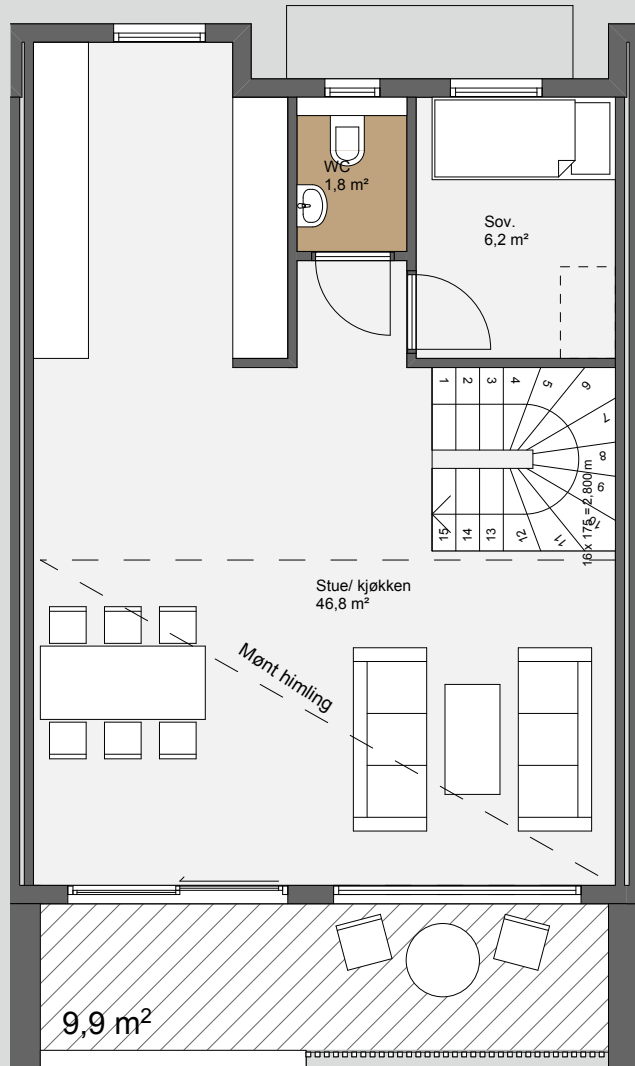 WC
1,8 m²
Sov.
6,2 m²
1
2
3
4
5
6
7
8
9
10
11
12
13
14
15
16 x 175 = 2,800 m
Stue/ kjøkken
46,8 m²
Mønt himling
9,9 m²